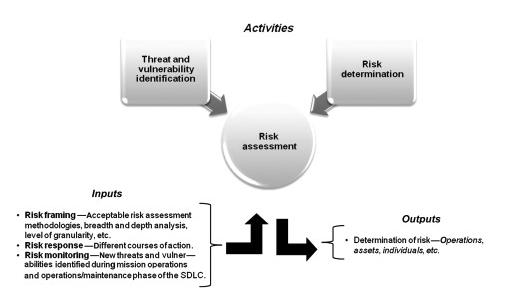 Activities
Threat and
vulnerability
identification
Risk
determination
Risk
assessment
Inputs
• Risk framing—Acceptable risk assessment
methodologies, breadth and depth analysis,
level of granularity, etc.
• Risk response—Different courses of action.
• Risk monitoring—New threats and vulner—
abilities identified during mission operations
and operations/maintenance phase of the SDLC.
Outputs
• Determination of risk—Operations,
assets, individuals, etc.